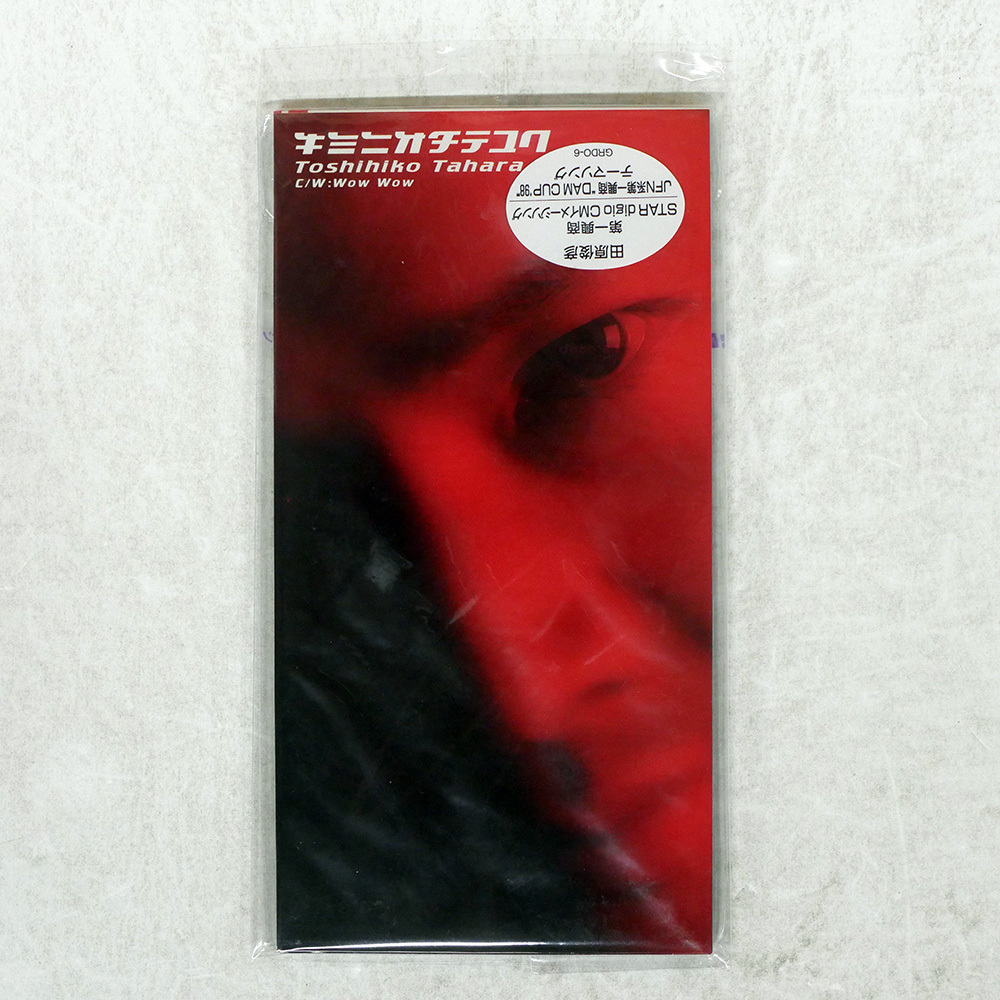 キミニオチテユク
Toshihiko Tahara
C/W:Wow Wow
田原俊彦
第一興商
STAR digio CMイメージソング
JFN系第一興商 "DAM CUP '98"
テーマソング
GRDO-6